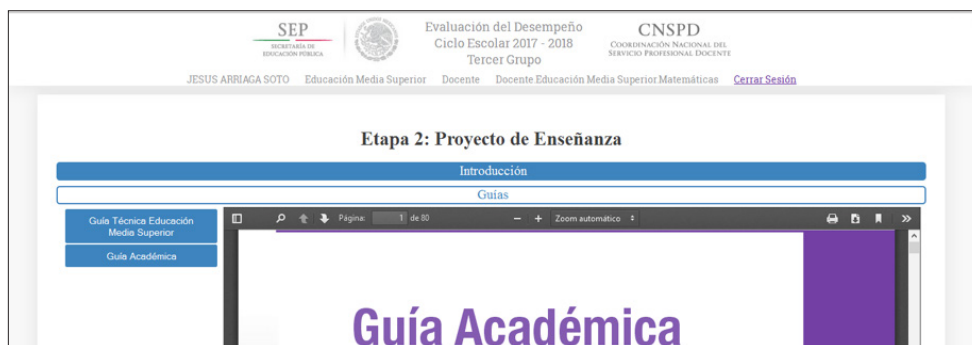 SEP
SECRETARÍA DE
EDUCACIÓN PÚBLICA
Evaluación del Desempeño
Ciclo Escolar 2017 - 2018
Tercer Grupo
CNSPD
COORDINACIÓN NACIONAL DEL
SERVICIO PROFESIONAL DOCENTE
JESUS ARRIAGA SOTO Educación Media Superior Docente Docente.Educación Media Superior.Matemáticas Cerrar Sesión
Etapa 2: Proyecto de Enseñanza
Introducción
Guías
Guía Técnica Educación
Media Superior
Guía Académica
Página: 1 de 80 Zoom automático
Guía Académica